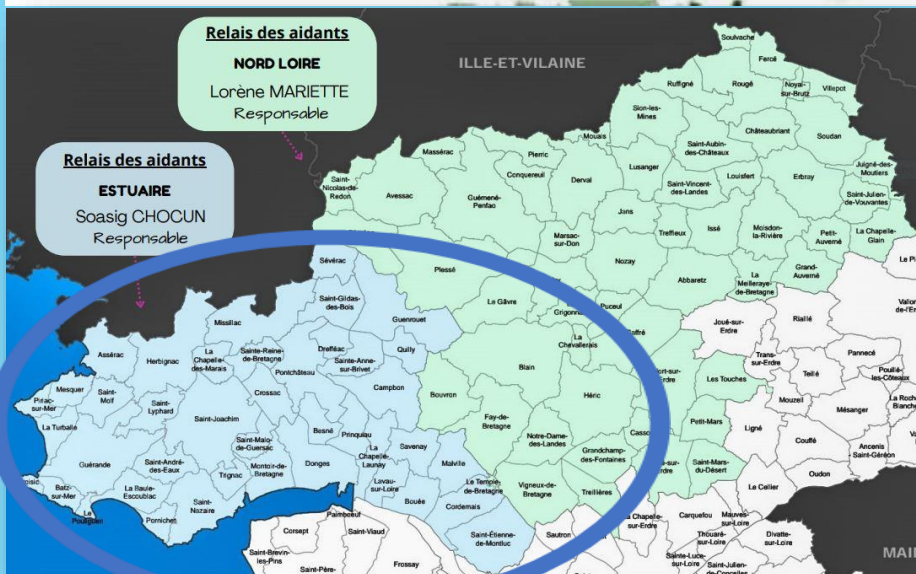 Relais des aidants
NORD LOIRE
Lorène MARIETTE
Responsable
ILLE-ET-VILAINE
Relais des aidants
ESTUAIRE
Soasig CHOCUN
Responsable
Soulvache
Fercé
Ruffigné
Rougé
Noyal-
sur-Brutz
Villepot
Sion-les-
Mines
Châteaubriant
Soudan
Saint-Aubin-
des-Châteaux
Mouais
Pierric
Massérac
Conquereuil
Derval
Lusanger
Louisfert
Erbray
Juigné-des-
Moutiers
Saint-
Nicolas-de-
Redon
Avessac
Guémené-
Penfao
Saint-Vincent-
des-Landes
Saint-Julien-
de-Vouvantes
Jans
Marsac-
sur-Don
Treffieux
Issé
Moisdon-
la-Rivière
Petit-
Auverné
La Chapelle-
Glain
Nozay
Abbaretz
La
Meilleraye-
de-Bretagne
Grand-
Auverné
Sévérac
Plessé
Le Gâvre
Puceul
Saint-Gildas-
des-Bois
Guenrouet
Joué-sur-
Erdre
Riaillé
Trans-
sur-Erdre
Missillac
Drefféac
Quilly
La
Chevallerais
Assérac
Herbignac
La
Chapelle-
des-Marais
Sainte-Reine-
de-Bretagne
Sainte-Anne-
sur-Brivet
Pontchâteau
Campbon
Blain
Pannecé
Teillé
Les Touches
Mesquer
Saint-
Molf
Saint-
Lyphard
Crossac
Bouvron
Héric
Mouzeil
Mésanger
La Turballe
Saint-Joachim
Besné
Prinquiau
Savenay
Fay-de-
Bretagne
Notre-Dame-
des-Landes
Petit-Mars
Ligné
Couffé
Ancenis
-Saint-Géréon
Guérande
Saint-André-
des-Eaux
Saint-Malo-
de-Guersac
Trignac
Montoir-de-
Bretagne
Donges
La
Chapelle-
Launay
Malville
Grandchamp-
des-Fontaines
Saint-Mars-
du-Désert
Oudon
Batz-
sur-Mer
La Baule-
Escoublac
Pornichet
Saint-
Nazaire
Lavau-
sur-Loire
Bouée
Le Temple-
de-Bretagne
Cordemais
Vigneux-de-
Bretagne
Treillières
Le Cellier
Saint-Étienne-
de-Montluc
Sautron
Carquefou
Mauves-
sur-Loire
Thouaré-
sur-Loire
Divatte-
sur-Loire
Paimboeuf
Corsept
Saint-Viaud
Saint-Brevin-
les-Pins
Saint-Père-
Frossay
Sainte-Luce-
sur-Loire
Saint-Julien-